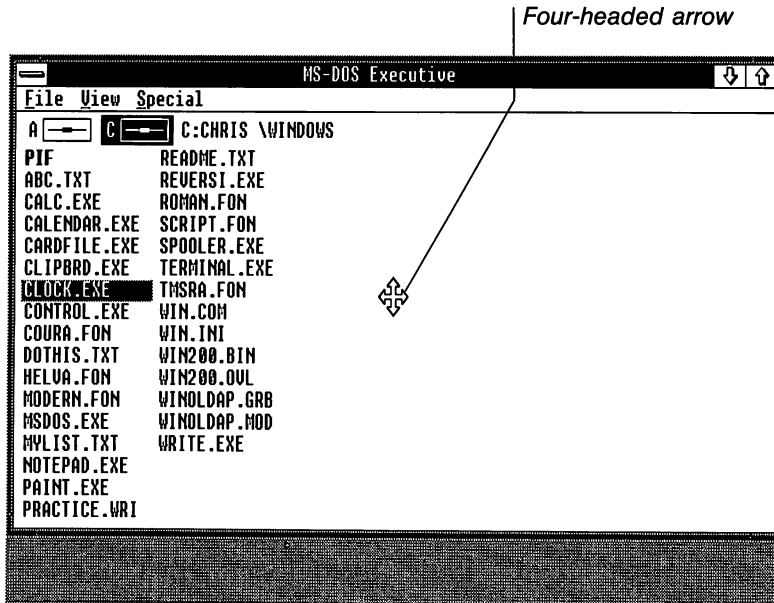 Four-headed arrow
MS-DOS Executive
File View Special
A C C:CHRIS \WINDOWS
PIF README.TXT
ABC.TXT REVERSI.EXE
CALC.EXE ROMAN.FON
CALENDAR.EXE SCRIPT.FON
CARDFILE.EXE SPOOLER.EXE
CLIPBRD.EXE TERMINAL.EXE
CLOCK.EXE TMSRA.FON
CONTROL.EXE WIN.COM
COURA.FON WIN.INI
DOTHIS.TXT WIN200.BIN
HELVA.FON WIN200.OVL
MODERN.FON WINOLDAP.GRB
MSDOS.EXE WINOLDAP.MOD
MYLIST.TXT WRITE.EXE
NOTEPAD.EXE
PAINT.EXE
PRACTICE.WRI